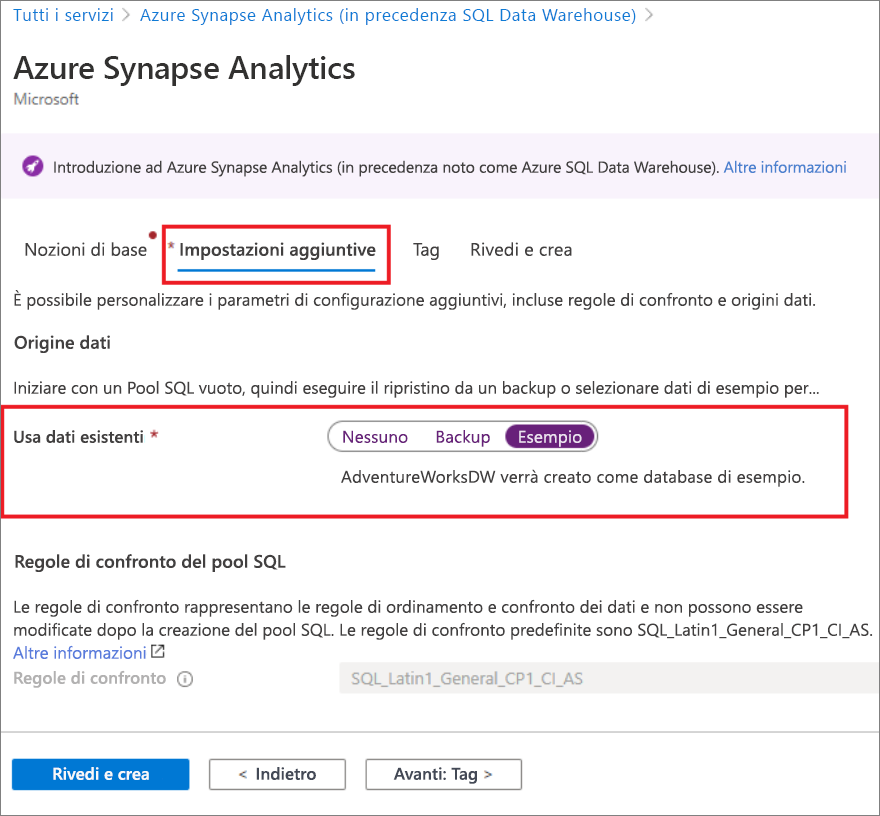 Tutti i servizi > Azure Synapse Analytics (in precedenza SQL Data Warehouse) >
Azure Synapse Analytics
Microsoft
Introduzione ad Azure Synapse Analytics (in precedenza noto come Azure SQL Data Warehouse). Altre informazioni
Nozioni di base * Impostazioni aggiuntive Tag Rivedi e crea
È possibile personalizzare i parametri di configurazione aggiuntivi, incluse regole di confronto e origini dati.
Origine dati
Iniziare con un Pool SQL vuoto, quindi eseguire il ripristino da un backup o selezionare dati di esempio per...
Usa dati esistenti * Nessuno Backup Esempio
AdventureWorksDW verrà creato come database di esempio.
Regole di confronto del pool SQL
Le regole di confronto rappresentano le regole di ordinamento e confronto dei dati e non possono essere
modificate dopo la creazione del pool SQL. Le regole di confronto predefinite sono SQL_Latin1_General_CP1_CI_AS.
Altre informazioni
Regole di confronto SQL_Latin1_General_CP1_CI_AS
Rivedi e crea < Indietro Avanti: Tag >